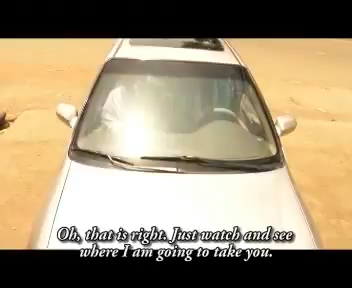 Oh, that is right. Just watch and see
where I am going to take you.